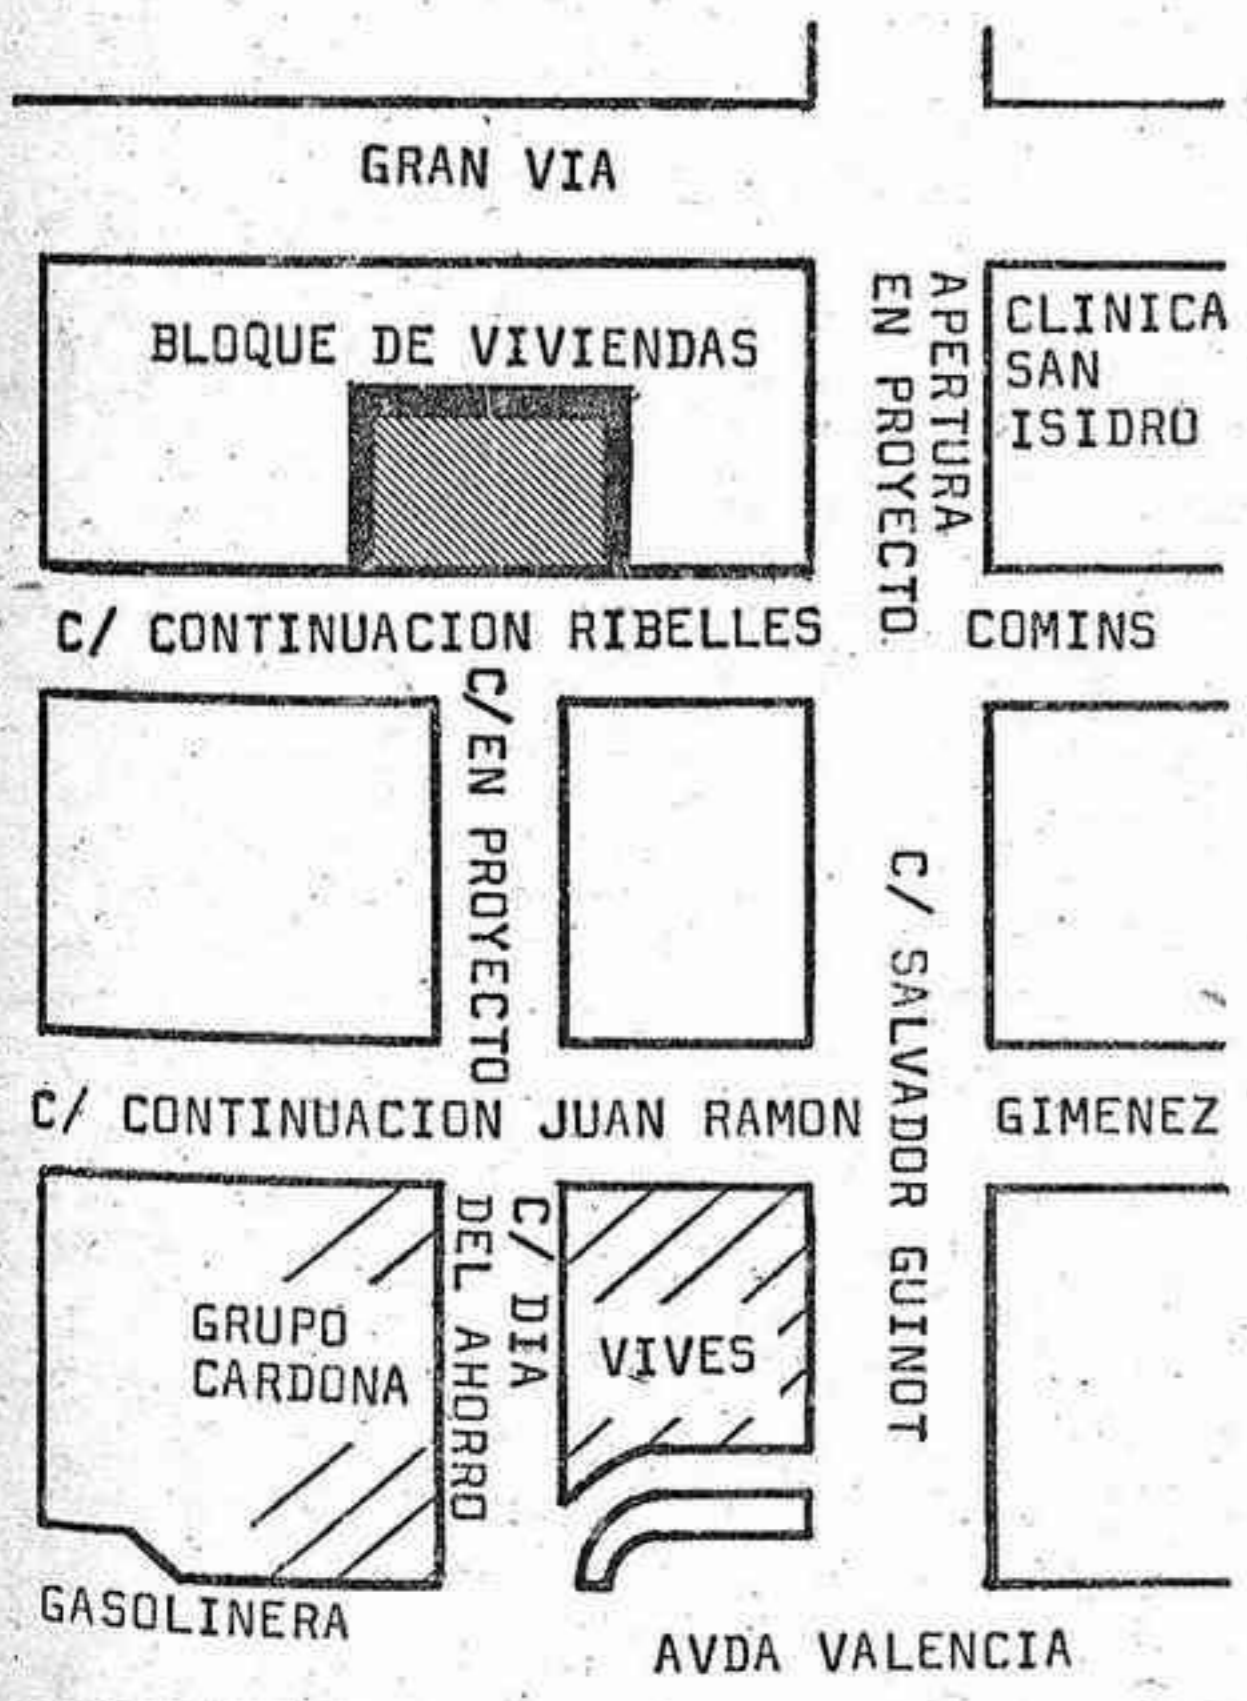 GRAN VIA
BLOQUE DE VIVIENDAS
APERTURA
EN PROYECTO
CLINICA
SAN
ISIDRO
C/ CONTINUACION RIBELLES COMINS
C/EN PROYECTO
C/ SALVADOR GUINOT
C/ CONTINUACION JUAN RAMON GIMENEZ
C/ DIA
DEL AHORRO
GRUPO
CARDONA
VIVES
GASOLINERA
AVDA VALENCIA